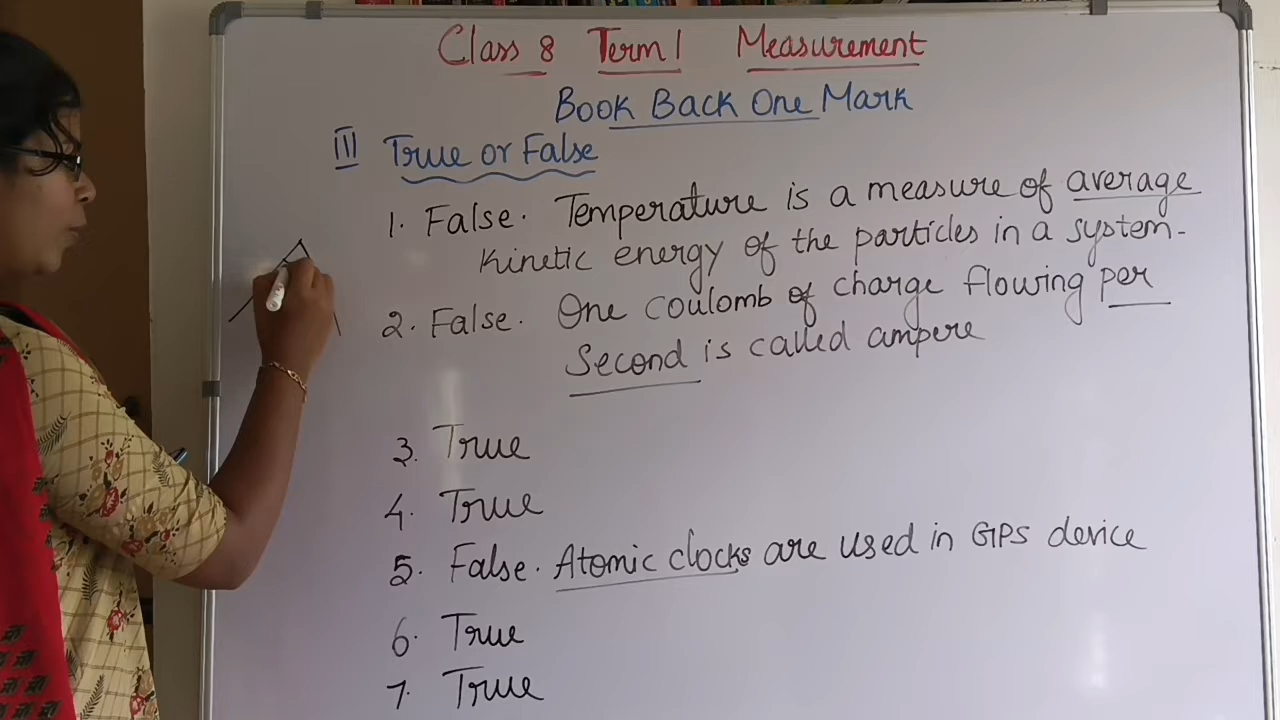 Class 8 Term 1 Measurement
Book Back One Mark
III True or False
1. False. Temperature is a measure of average
kinetic energy of the particles in a system-
2. False. One coulomb of charge flowing per
Second is called ampere
3. True
4. True
5. False. Atomic clocks are used in GPS device
6. True
7. True